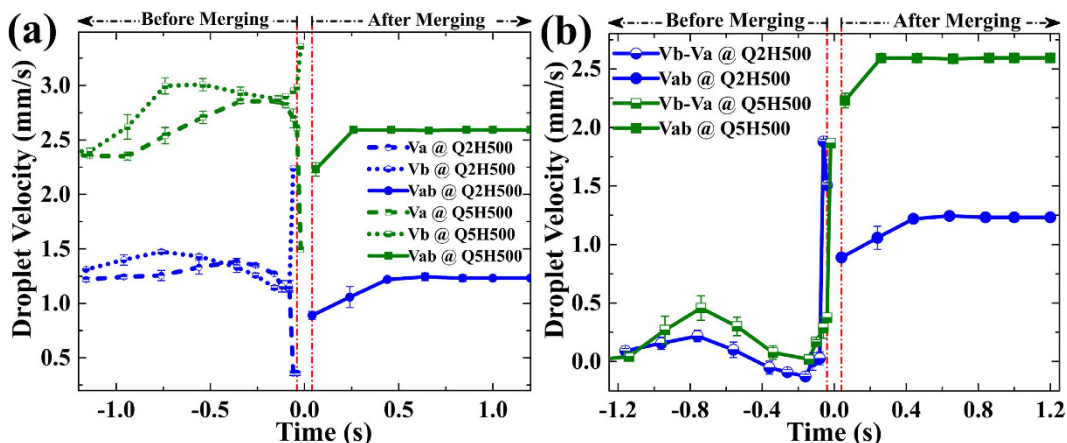 (a)
Before Merging
After Merging
Droplet Velocity (mm/s)
3.0
2.5
2.0
1.5
1.0
0.5
Va @ Q2H500
Vb @ Q2H500
Vab @ Q2H500
Va @ Q5H500
Vb @ Q5H500
Vab @ Q5H500
-1.0 -0.5 0.0 0.5 1.0
Time (s)
(b)
Before Merging
After Merging
Droplet Velocity (mm/s)
2.5
2.0
1.5
1.0
0.5
0.0
Vb-Va @ Q2H500
Vab @ Q2H500
Vb-Va @ Q5H500
Vab @ Q5H500
-1.2 -0.8 -0.4 0.0 0.4 0.8 1.2
Time (s)